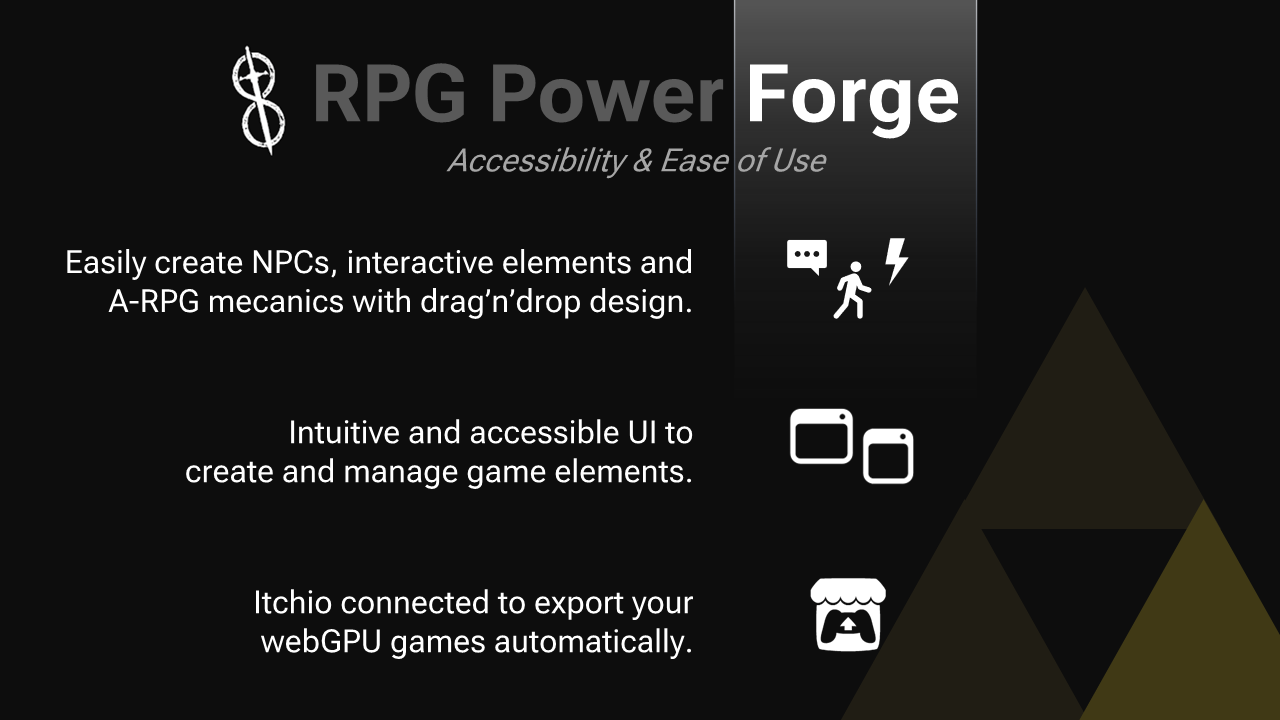 RPG Power Forge
Accessibility & Ease of Use
Easily create NPCs, interactive elements and
A-RPG mecanics with drag’n’drop design.
Intuitive and accessible UI to
create and manage game elements.
Itchio connected to export your
webGPU games automatically.